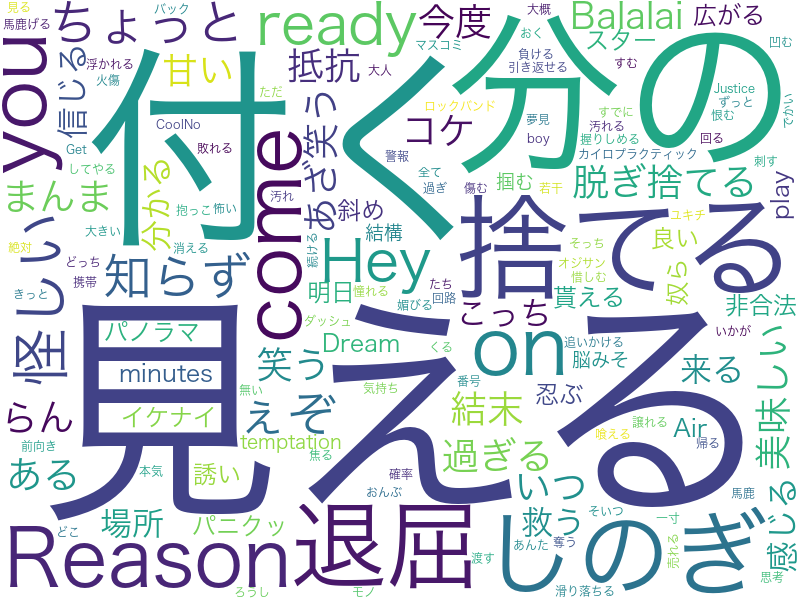 見る
バック
大概
馬鹿げる
ちょっと
ready
今度
Balalai
広がる
マスコミ
おく
スター
凹む
浮かれる
大人
負ける
引き返せる
すむ
you
信じる
火傷
甘い
ただ
抵抗
付く
分の
ロックバンド
Justice
ずっと
恨む
でかい
CoolNo
あざ笑う
コケ
夢見
すでに
汚れる
握りしめる
回る
Get
敗れる
警報
boy
カイロプラクティック
してやる
come
全て
過ぎ
傷む
掴む
若干
脱ぎ捨てる
刺す
play
まんま
分かる
抱っこ
怖い
汚れ
斜め
捨てる
ユキチ
怪しい
大きい
消える
続ける
結構
そっち
良い
絶対
知らず
Hey
オジサン
惜しむ
奴ら
どっち
携帯
明日
憧れる
たち
媚びる
回路
貰える
非合法
きっと
こっち
パノラマ
ダッシュ
見える
いかが
Dream
くる
on
追いかける
minutes
笑う
脳みそ
来る
美味しい
気持ち
番号
忍ぶ
らん
イケナイ
えぞ
無い
結末
譲れる
喰える
Air
帰る
前向き
temptation
焦る
過ぎる
ある
本気
誘い
確率
いつ
馬鹿
感じる
おんぶ
そいつ
一寸
場所
パニクッ
救う
売れる
どこ
あんた
奪う
Reason
退屈
しのぎ
渡す
思考
ろうし
モノ
滑り落ちる